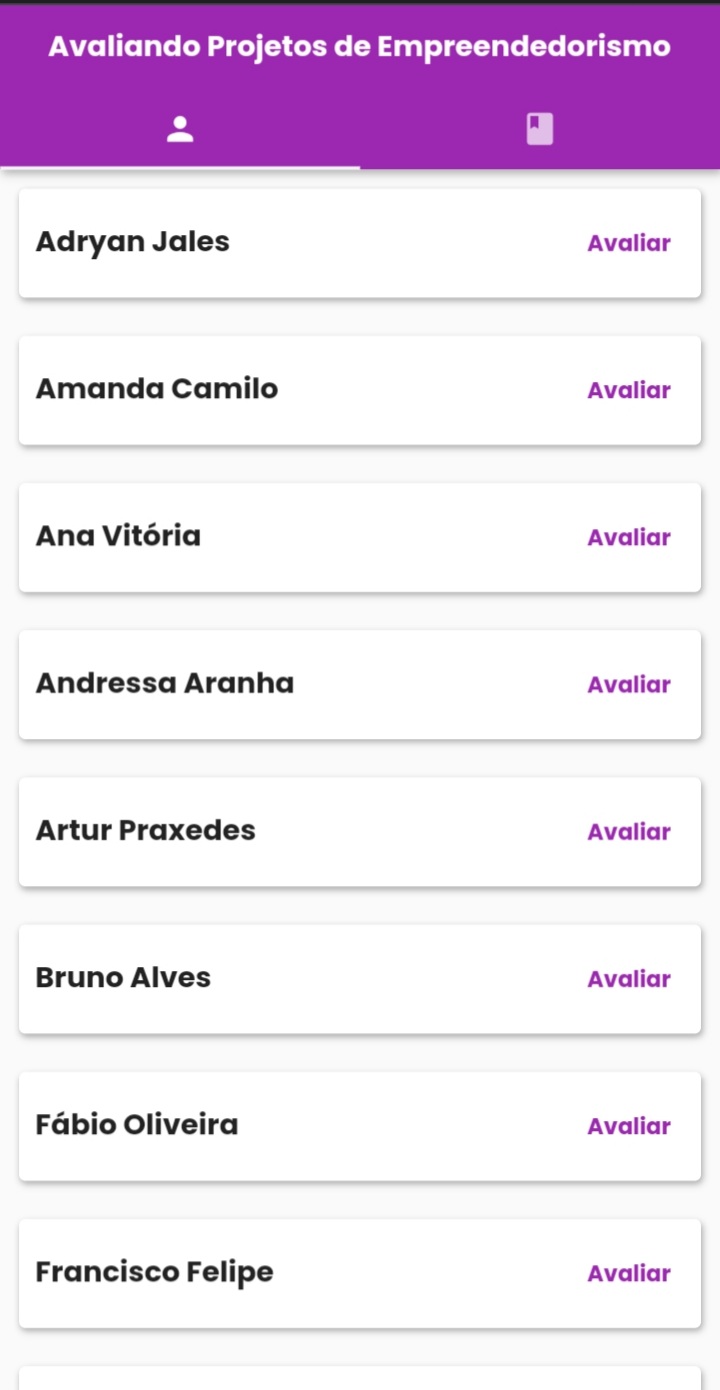 Avaliando Projetos de Empreendedorismo
Adryan Jales Avaliar
Amanda Camilo Avaliar
Ana Vitória Avaliar
Andressa Aranha Avaliar
Artur Praxedes Avaliar
Bruno Alves Avaliar
Fábio Oliveira Avaliar
Francisco Felipe Avaliar